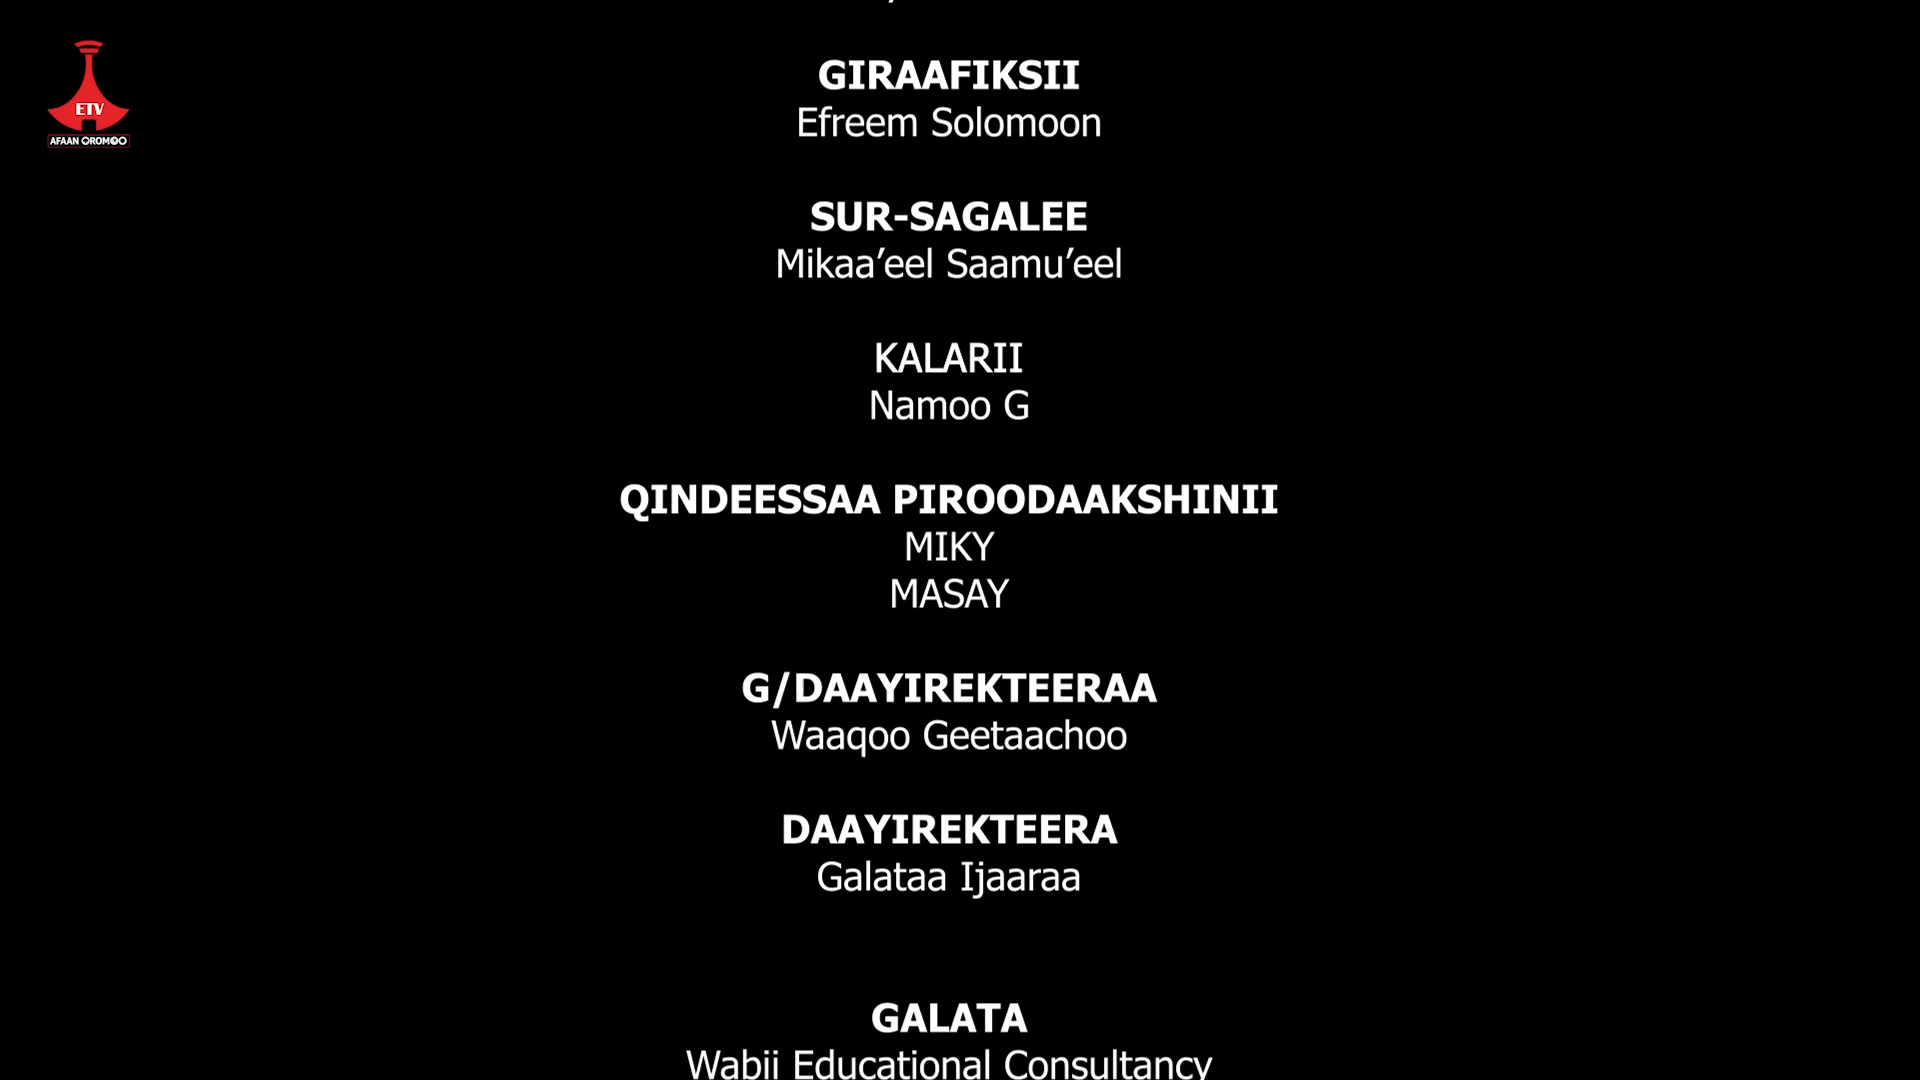 ETV
AFAAN OROMOO
GIRAAFIKSII
Efreem Solomoon
SUR-SAGALEE
Mikaa’eel Saamu’eel
KALARII
Namoo G
QINDEESSAA PIROODAAKSHINII
MIKY
MASAY
G/DAAYIREKTEERAA
Waaqoo Geetaachoo
DAAYIREKTEERA
Galataa Ijaaraa
GALATA
Wabii Educational Consultancy